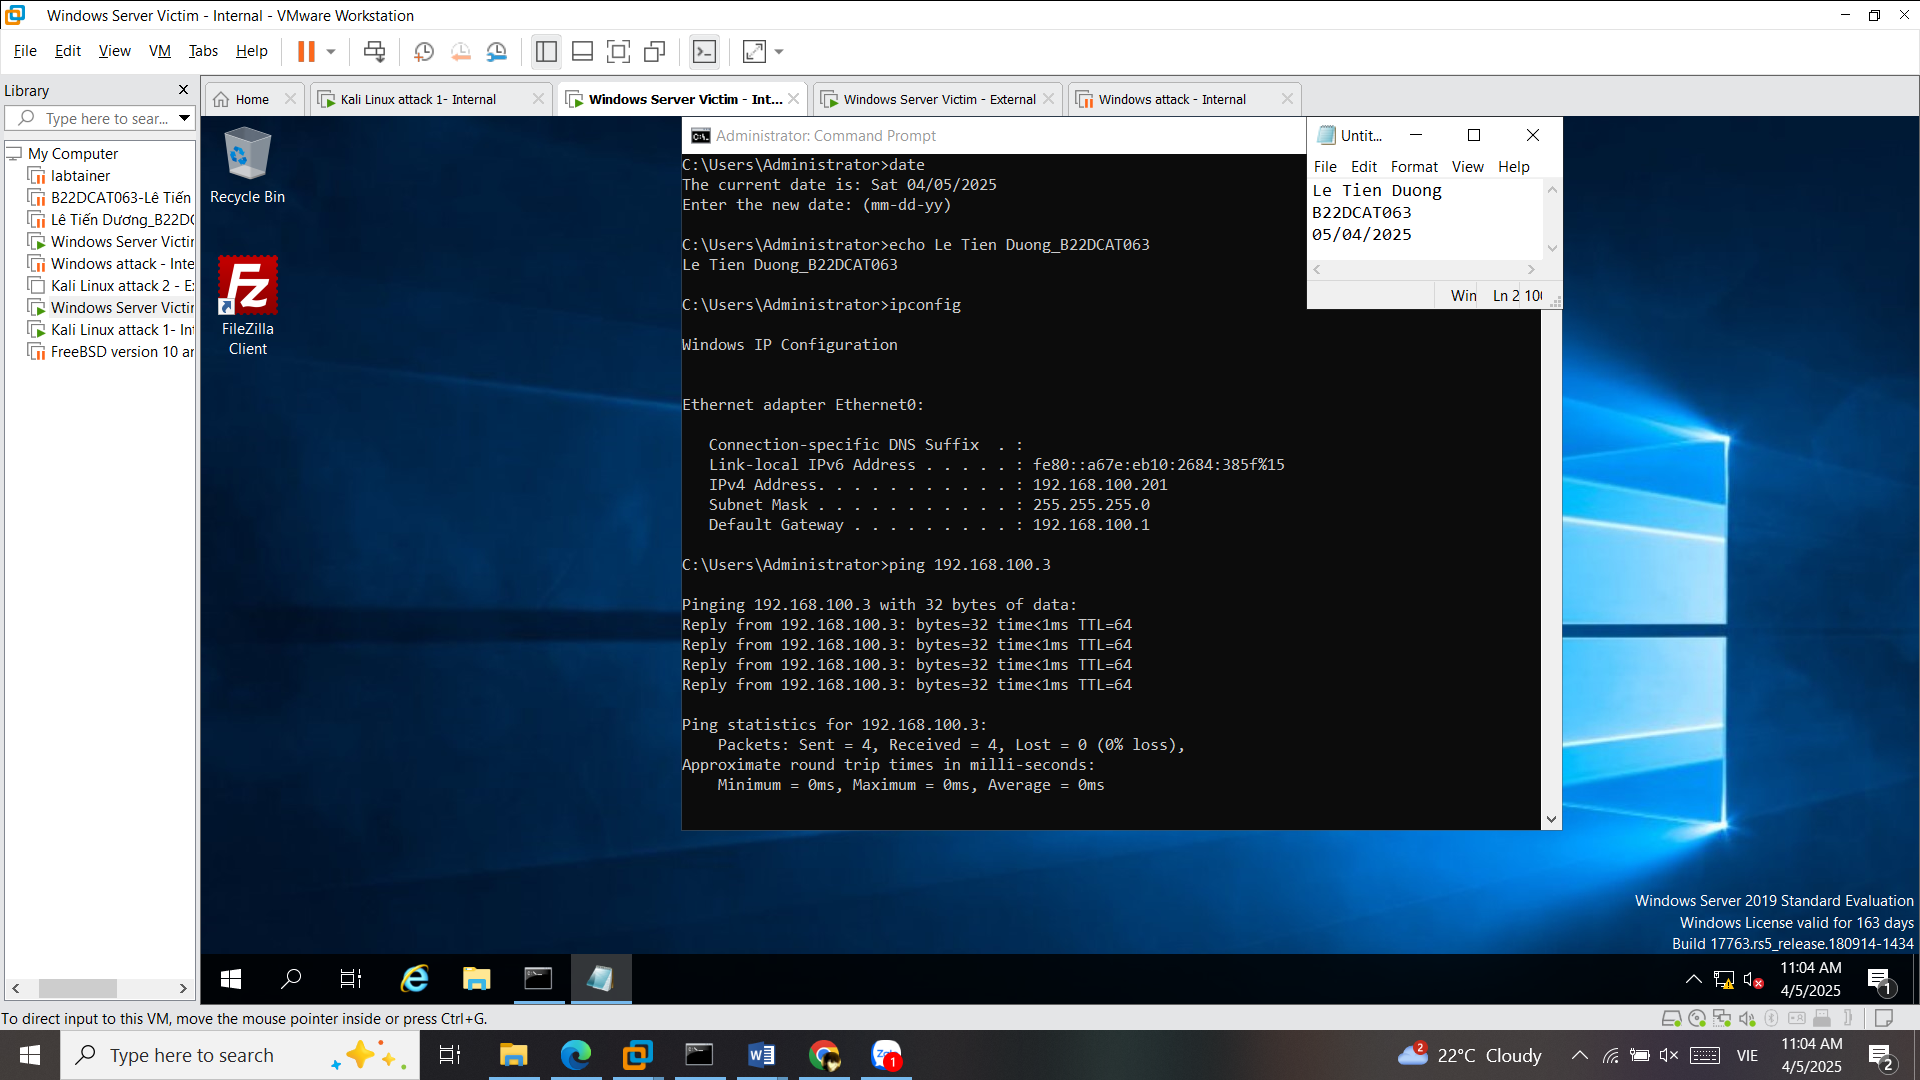 Windows Server Victim - Internal - VMware Workstation
File Edit View VM Tabs Help
Library
Type here to sear...
My Computer
labtainer
B22DCAT063-Lê Tiến
Lê Tiến Dương_B22DC
Windows Server Victim
Windows attack - Inte
Kali Linux attack 2 - E
Windows Server Victim
Kali Linux attack 1- In
FreeBSD version 10 a
Home
Kali Linux attack 1- Internal
Windows Server Victim - Int...
Windows Server Victim - External
Windows attack - Internal
Recycle Bin
FileZilla
Client
Administrator: Command Prompt
C:\Users\Administrator>date
The current date is: Sat 04/05/2025
Enter the new date: (mm-dd-yy)
C:\Users\Administrator>echo Le Tien Duong_B22DCAT063
Le Tien Duong_B22DCAT063
C:\Users\Administrator>ipconfig
Windows IP Configuration
Ethernet adapter Ethernet0:
Connection-specific DNS Suffix  . :
Link-local IPv6 Address . . . . . : fe80::a67e:eb10:2684:385f%15
IPv4 Address. . . . . . . . . . . : 192.168.100.201
Subnet Mask . . . . . . . . . . . : 255.255.255.0
Default Gateway . . . . . . . . . : 192.168.100.1
C:\Users\Administrator>ping 192.168.100.3
Pinging 192.168.100.3 with 32 bytes of data:
Reply from 192.168.100.3: bytes=32 time<1ms TTL=64
Reply from 192.168.100.3: bytes=32 time<1ms TTL=64
Reply from 192.168.100.3: bytes=32 time<1ms TTL=64
Reply from 192.168.100.3: bytes=32 time<1ms TTL=64
Ping statistics for 192.168.100.3:
Packets: Sent = 4, Received = 4, Lost = 0 (0% loss),
Approximate round trip times in milli-seconds:
Minimum = 0ms, Maximum = 0ms, Average = 0ms
Untit...
File Edit Format View Help
Le Tien Duong
B22DCAT063
05/04/2025
Win Ln 2 10
Windows Server 2019 Standard Evaluation
Windows License valid for 163 days
Build 17763.rs5_release.180914-1434
11:04 AM
4/5/2025
1
To direct input to this VM, move the mouse pointer inside or press Ctrl+G.
Type here to search
1
2
22°C Cloudy
VIE
11:04 AM
4/5/2025
2